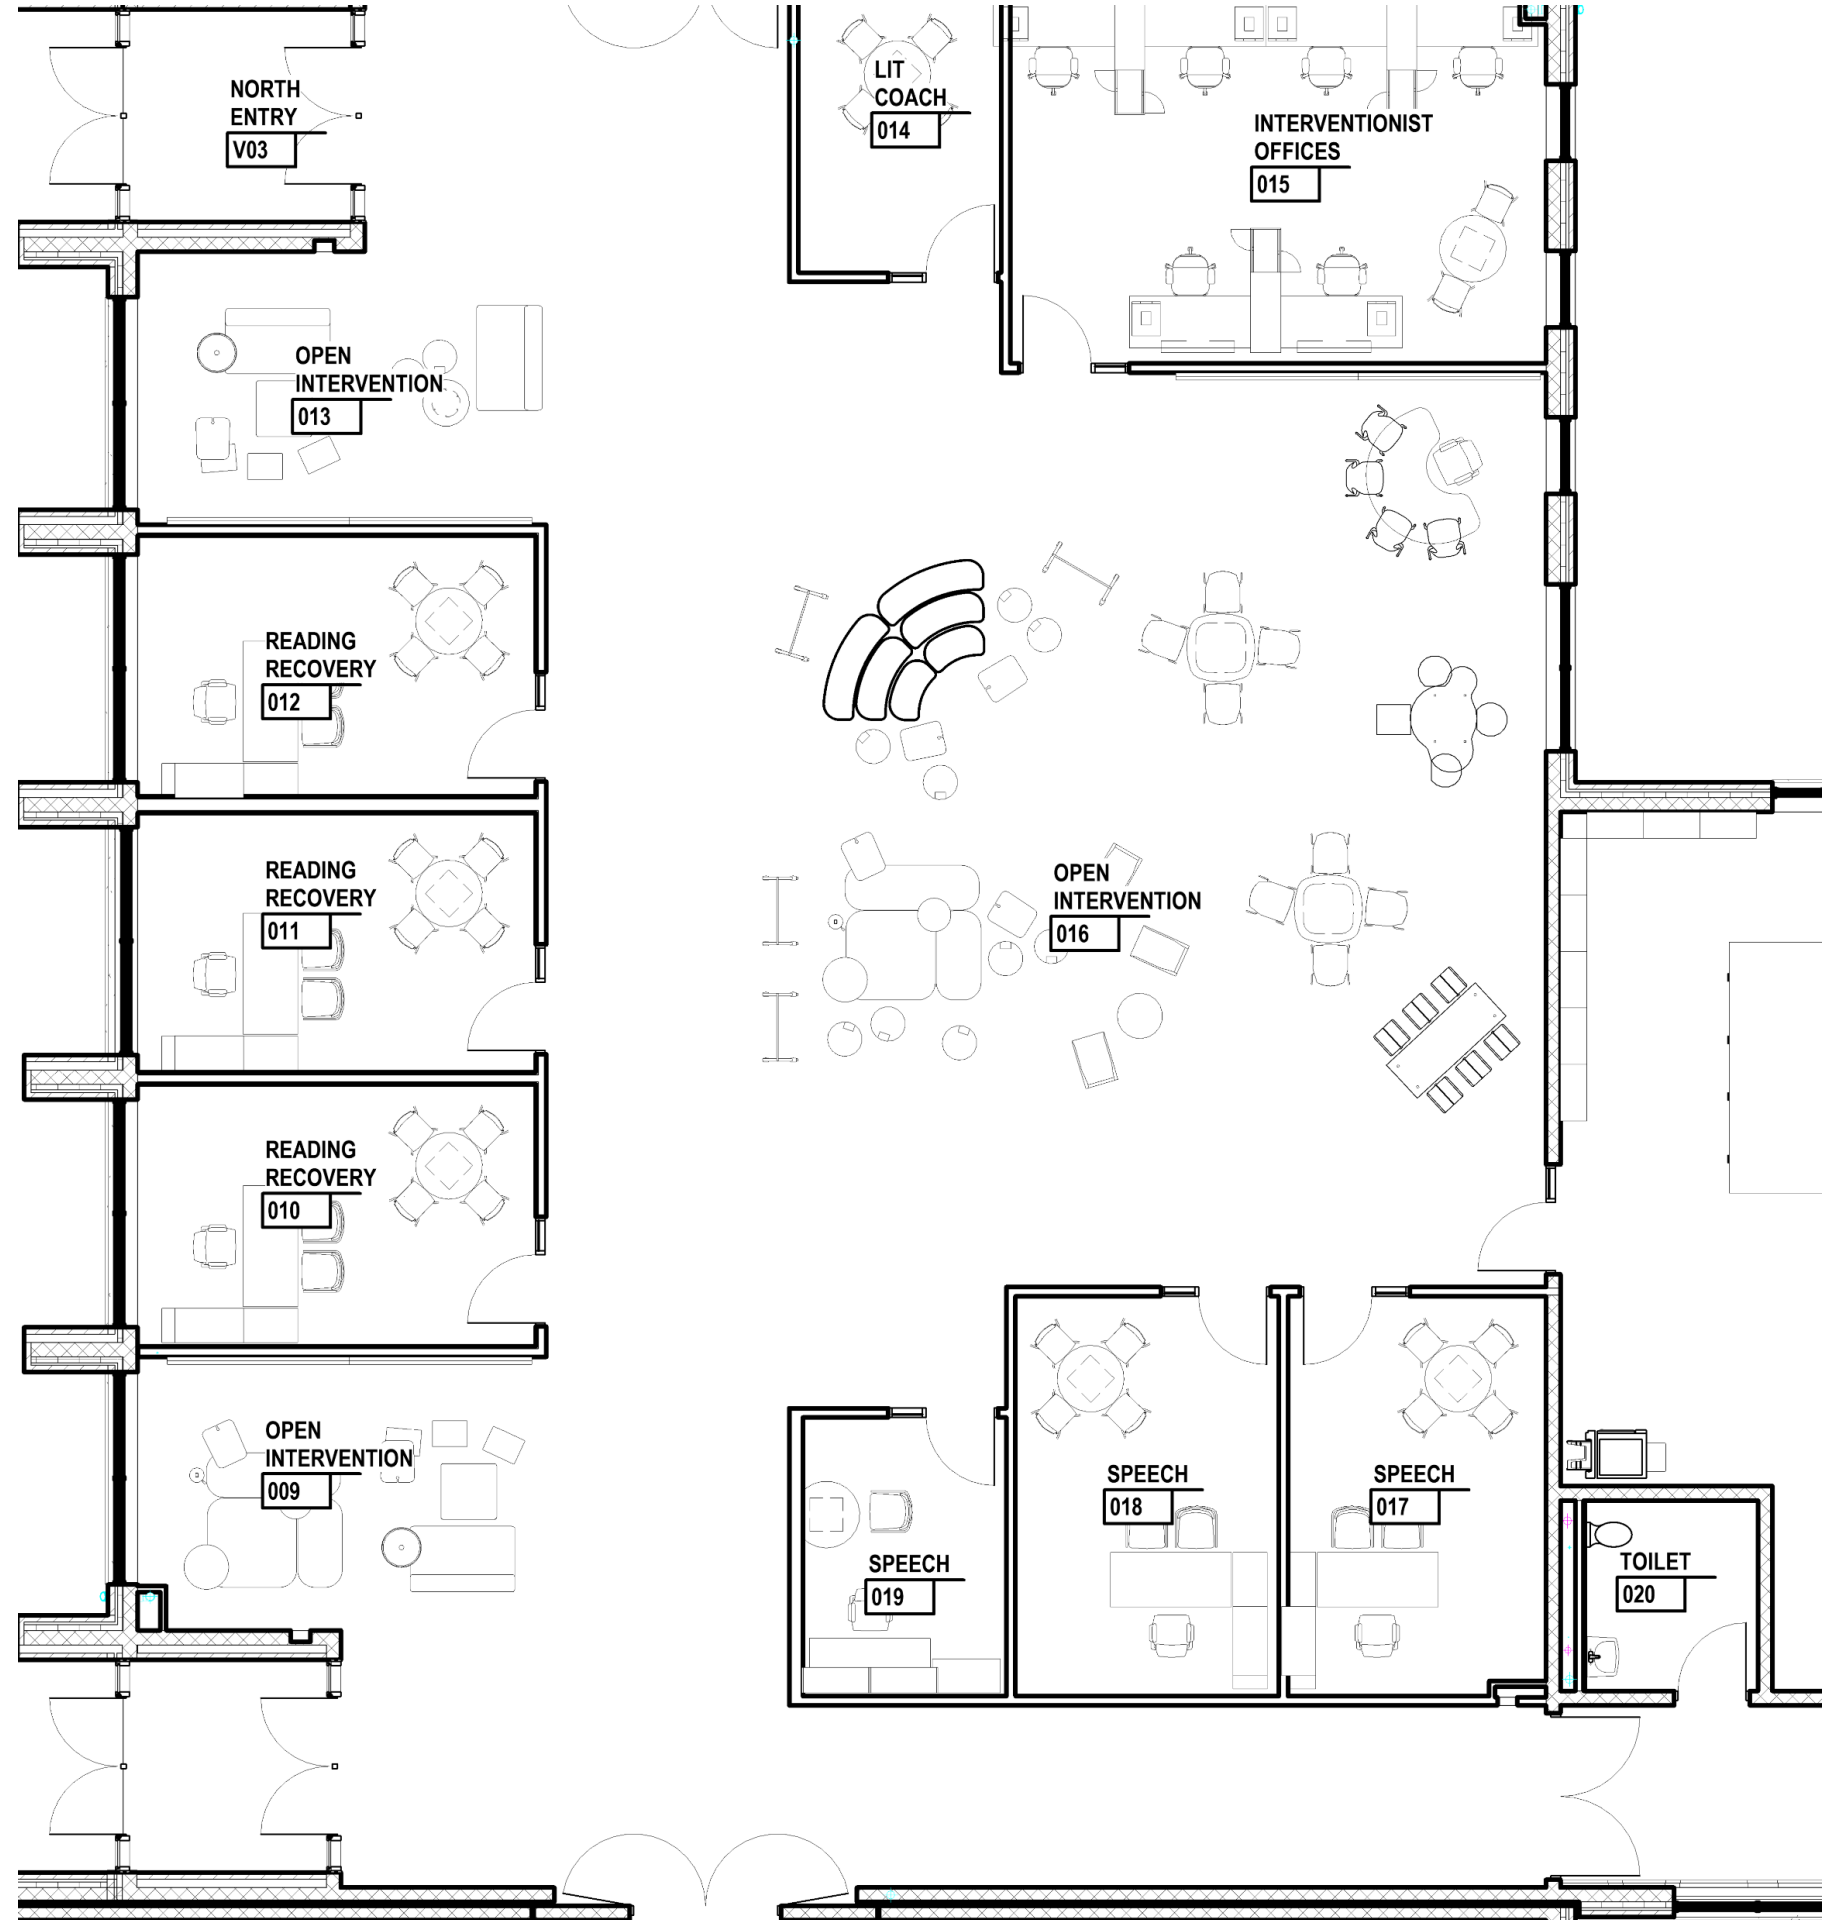 NORTH
ENTRY
V03
LIT
COACH
014
INTERVENTIONIST
OFFICES
015
OPEN
INTERVENTION
013
READING
RECOVERY
012
READING
RECOVERY
011
OPEN
INTERVENTION
016
READING
RECOVERY
010
OPEN
INTERVENTION
009
SPEECH
018
SPEECH
017
SPEECH
019
TOILET
020